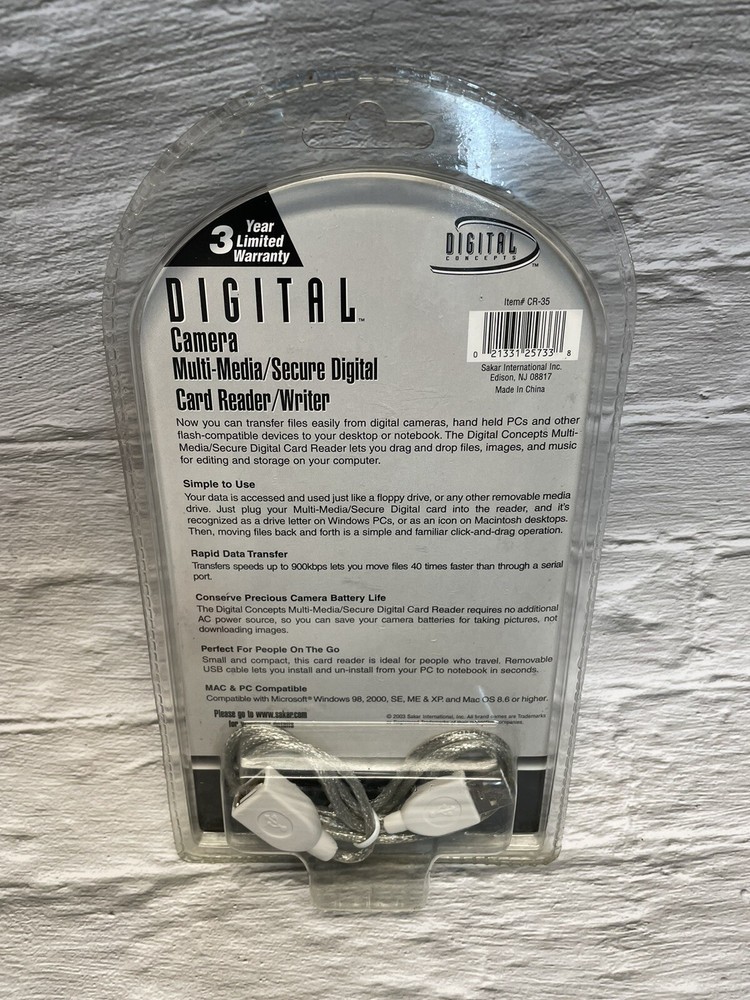 3 Year
Limited
Warranty
DIGITAL
CONCEPTS™
DIGITAL™
Camera
Multi-Media/Secure Digital
Card Reader/Writer
Item# CR-35
0 21331 25733 8
Sakar International Inc.
Edison, NJ 08817
Made In China
Now you can transfer files easily from digital cameras, hand held PCs and other
flash-compatible devices to your desktop or notebook. The Digital Concepts Multi-
Media/Secure Digital Card Reader lets you drag and drop files, images, and music
for editing and storage on your computer.
Simple to Use
Your data is accessed and used just like a floppy drive, or any other removable media
drive. Just plug your Multi-Media/Secure Digital card into the reader, and it's
recognized as a drive letter on Windows PCs, or as an icon on Macintosh desktops.
Then, moving files back and forth is a simple and familiar click-and-drag operation.
Rapid Data Transfer
Transfers speeds up to 900kbps lets you move files 40 times faster than through a serial
port.
Conserve Precious Camera Battery Life
The Digital Concepts Multi-Media/Secure Digital Card Reader requires no additional
AC power source, so you can save your camera batteries for taking pictures, not
downloading images.
Perfect For People On The Go
Small and compact, this card reader is ideal for people who travel. Removable
USB cable lets you install and un-install from your PC to notebook in seconds.
MAC & PC Compatible
Compatible with Microsoft® Windows 98, 2000, SE, ME & XP. and Mac OS 8.6 or higher.
Please go to www.sakar.com
for
© 2003 Sakar International, Inc. All brand names are Trademarks